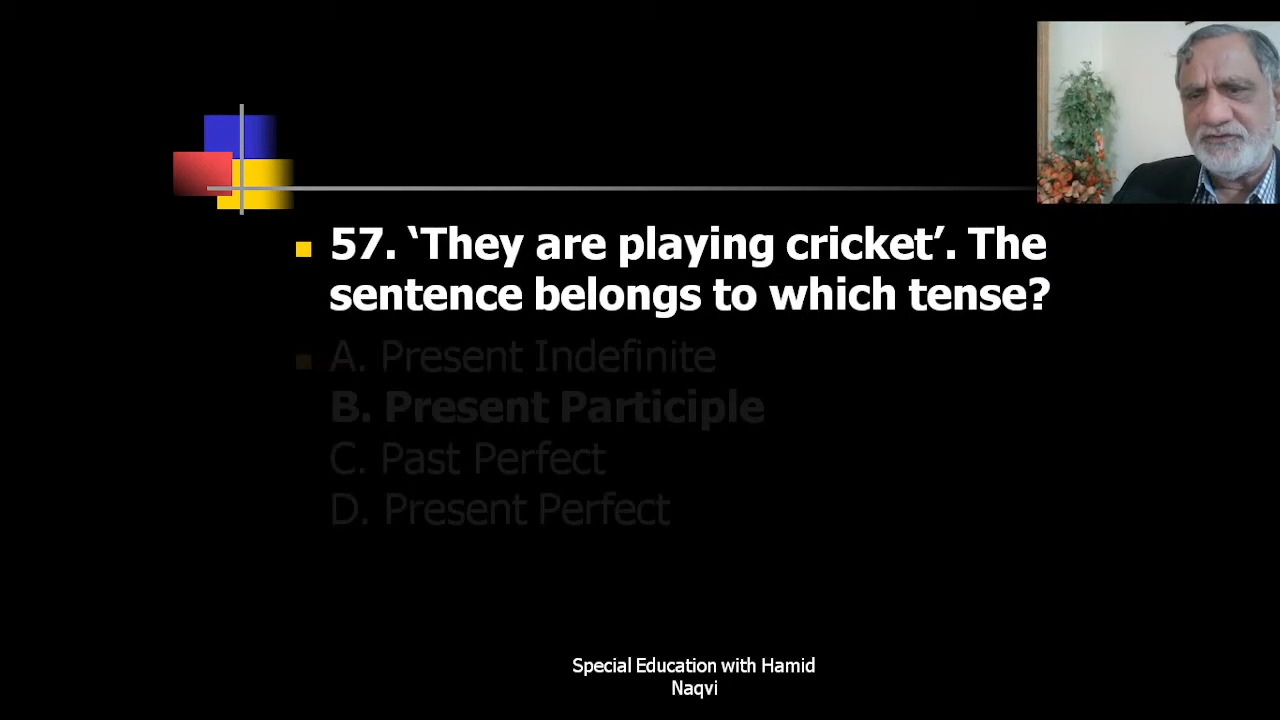 57. ‘They are playing cricket’. The
sentence belongs to which tense?
A. Present Indefinite
B. Present Participle
C. Past Perfect
D. Present Perfect
Special Education with Hamid
Naqvi